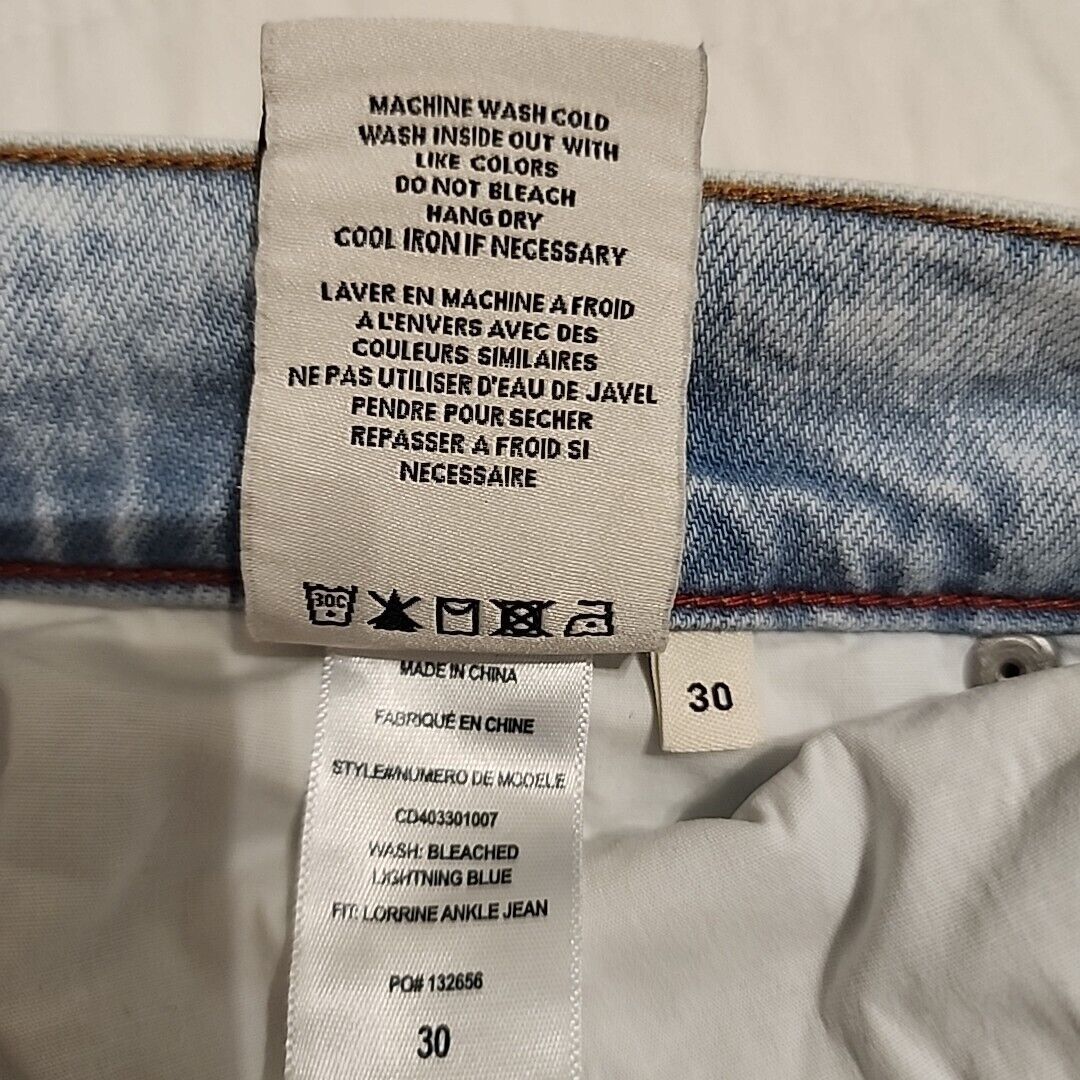 MACHINE WASH COLD
WASH INSIDE OUT WITH
LIKE COLORS
DO NOT BLEACH
HANG DRY
COOL IRON IF NECESSARY
LAVER EN MACHINE A FROID
A L'ENVERS AVEC DES
COULEURS SIMILAIRES
NE PAS UTILISER D'EAU DE JAVEL
PENDRE POUR SECHER
REPASSER A FROID SI
NECESSAIRE
30C
MADE IN CHINA
FABRIQUÉ EN CHINE
STYLE#/NUMERO DE MODELE
CD403301007
WASH: BLEACHED
LIGHTNING BLUE
FIT: LORRINE ANKLE JEAN
PO# 132656
30
30